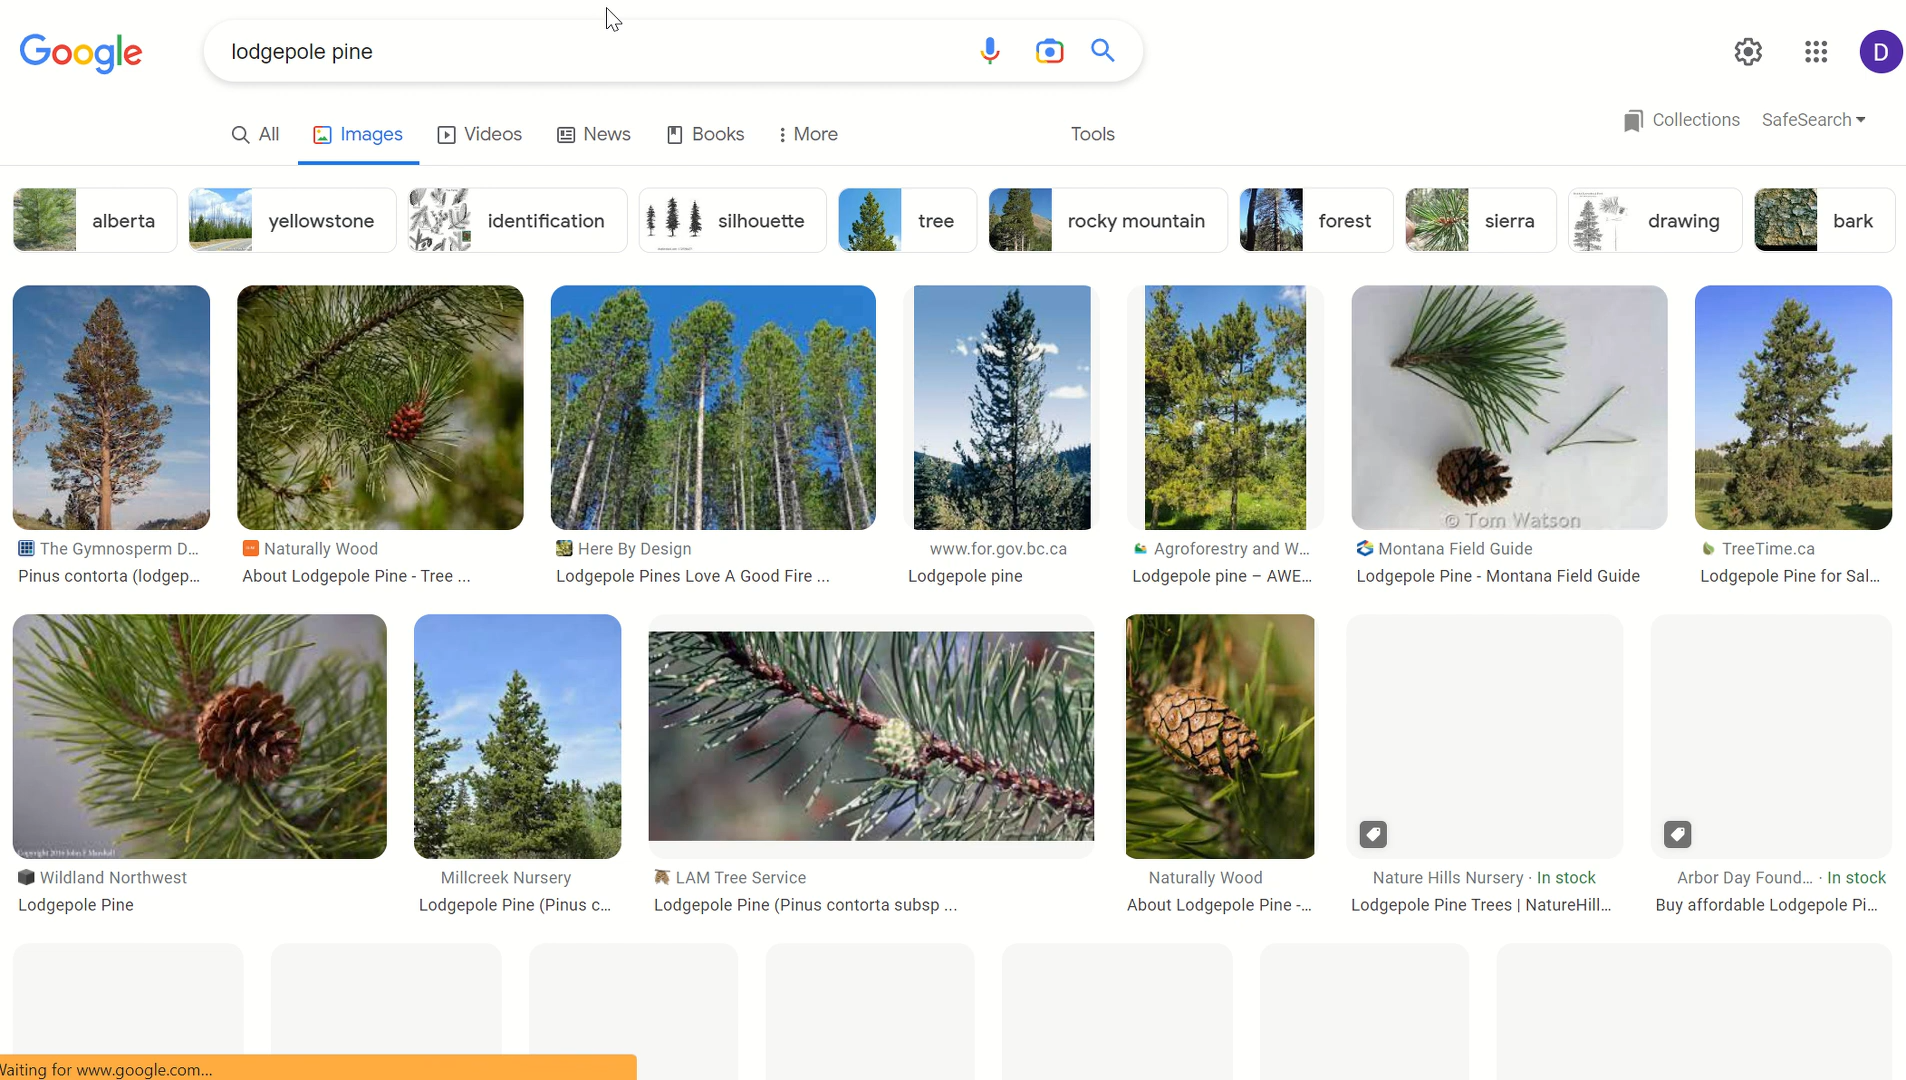 Google
lodgepole pine
D
All
Images
Videos
News
Books
More
Tools
Collections
SafeSearch
alberta
yellowstone
identification
silhouette
tree
rocky mountain
forest
sierra
drawing
bark
© Tom Watson
The Gymnosperm D...
Pinus contorta (lodgep...
Naturally Wood
About Lodgepole Pine - Tree ...
Here By Design
Lodgepole Pines Love A Good Fire ...
www.for.gov.bc.ca
Lodgepole pine
Agroforestry and W...
Lodgepole pine – AWE...
Montana Field Guide
Lodgepole Pine - Montana Field Guide
TreeTime.ca
Lodgepole Pine for Sal...
Copyright 2016 John F Marshall
Wildland Northwest
Lodgepole Pine
Millcreek Nursery
Lodgepole Pine (Pinus c...
LAM Tree Service
Lodgepole Pine (Pinus contorta subsp ...
Naturally Wood
About Lodgepole Pine -...
Nature Hills Nursery · In stock
Lodgepole Pine Trees | NatureHill...
Arbor Day Found... · In stock
Buy affordable Lodgepole Pi...
Waiting for www.google.com...